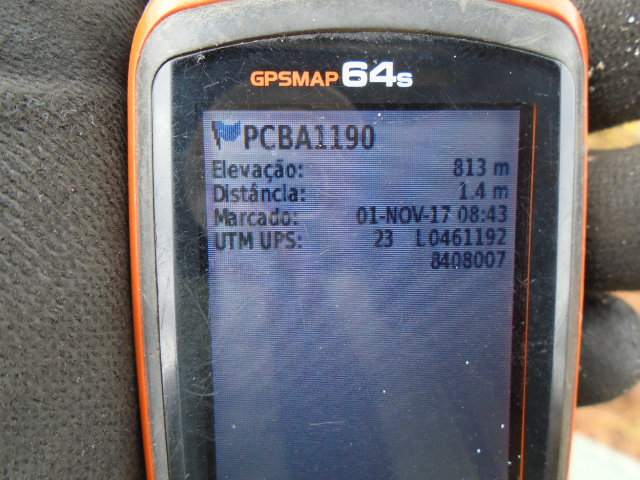 GPSMAP 64s
PCBA1190
Elevação: 813 m
Distância: 1.4 m
Marcado: 01-NOV-17 08:43
UTM UPS: 23 L 0461192
8408007